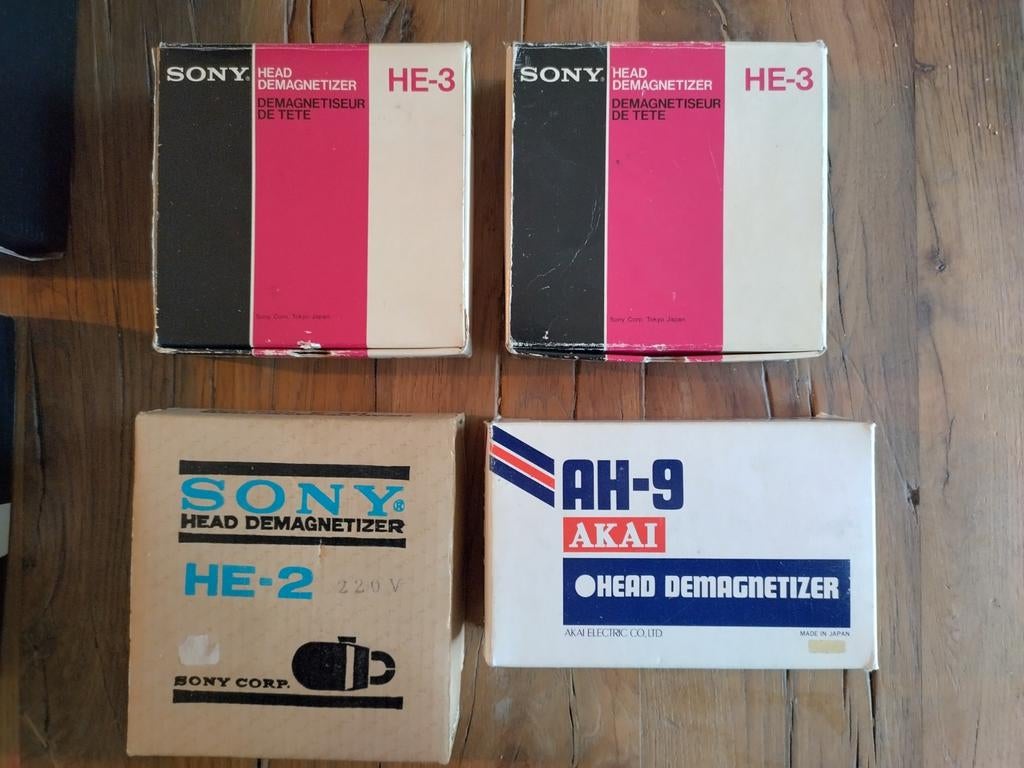 SONY®
HEAD
DEMAGNETIZER
DEMAGNETISEUR
DE TETE
HE-3
Sony Corp. Tokyo Japan
SONY®
HEAD
DEMAGNETIZER
DEMAGNETISEUR
DE TETE
HE-3
Sony Corp. Tokyo Japan
SONY®
HEAD DEMAGNETIZER
HE-2 220V
SONY CORP.
AH-9
AKAI
HEAD DEMAGNETIZER
AKAI ELECTRIC CO., LTD
MADE IN JAPAN